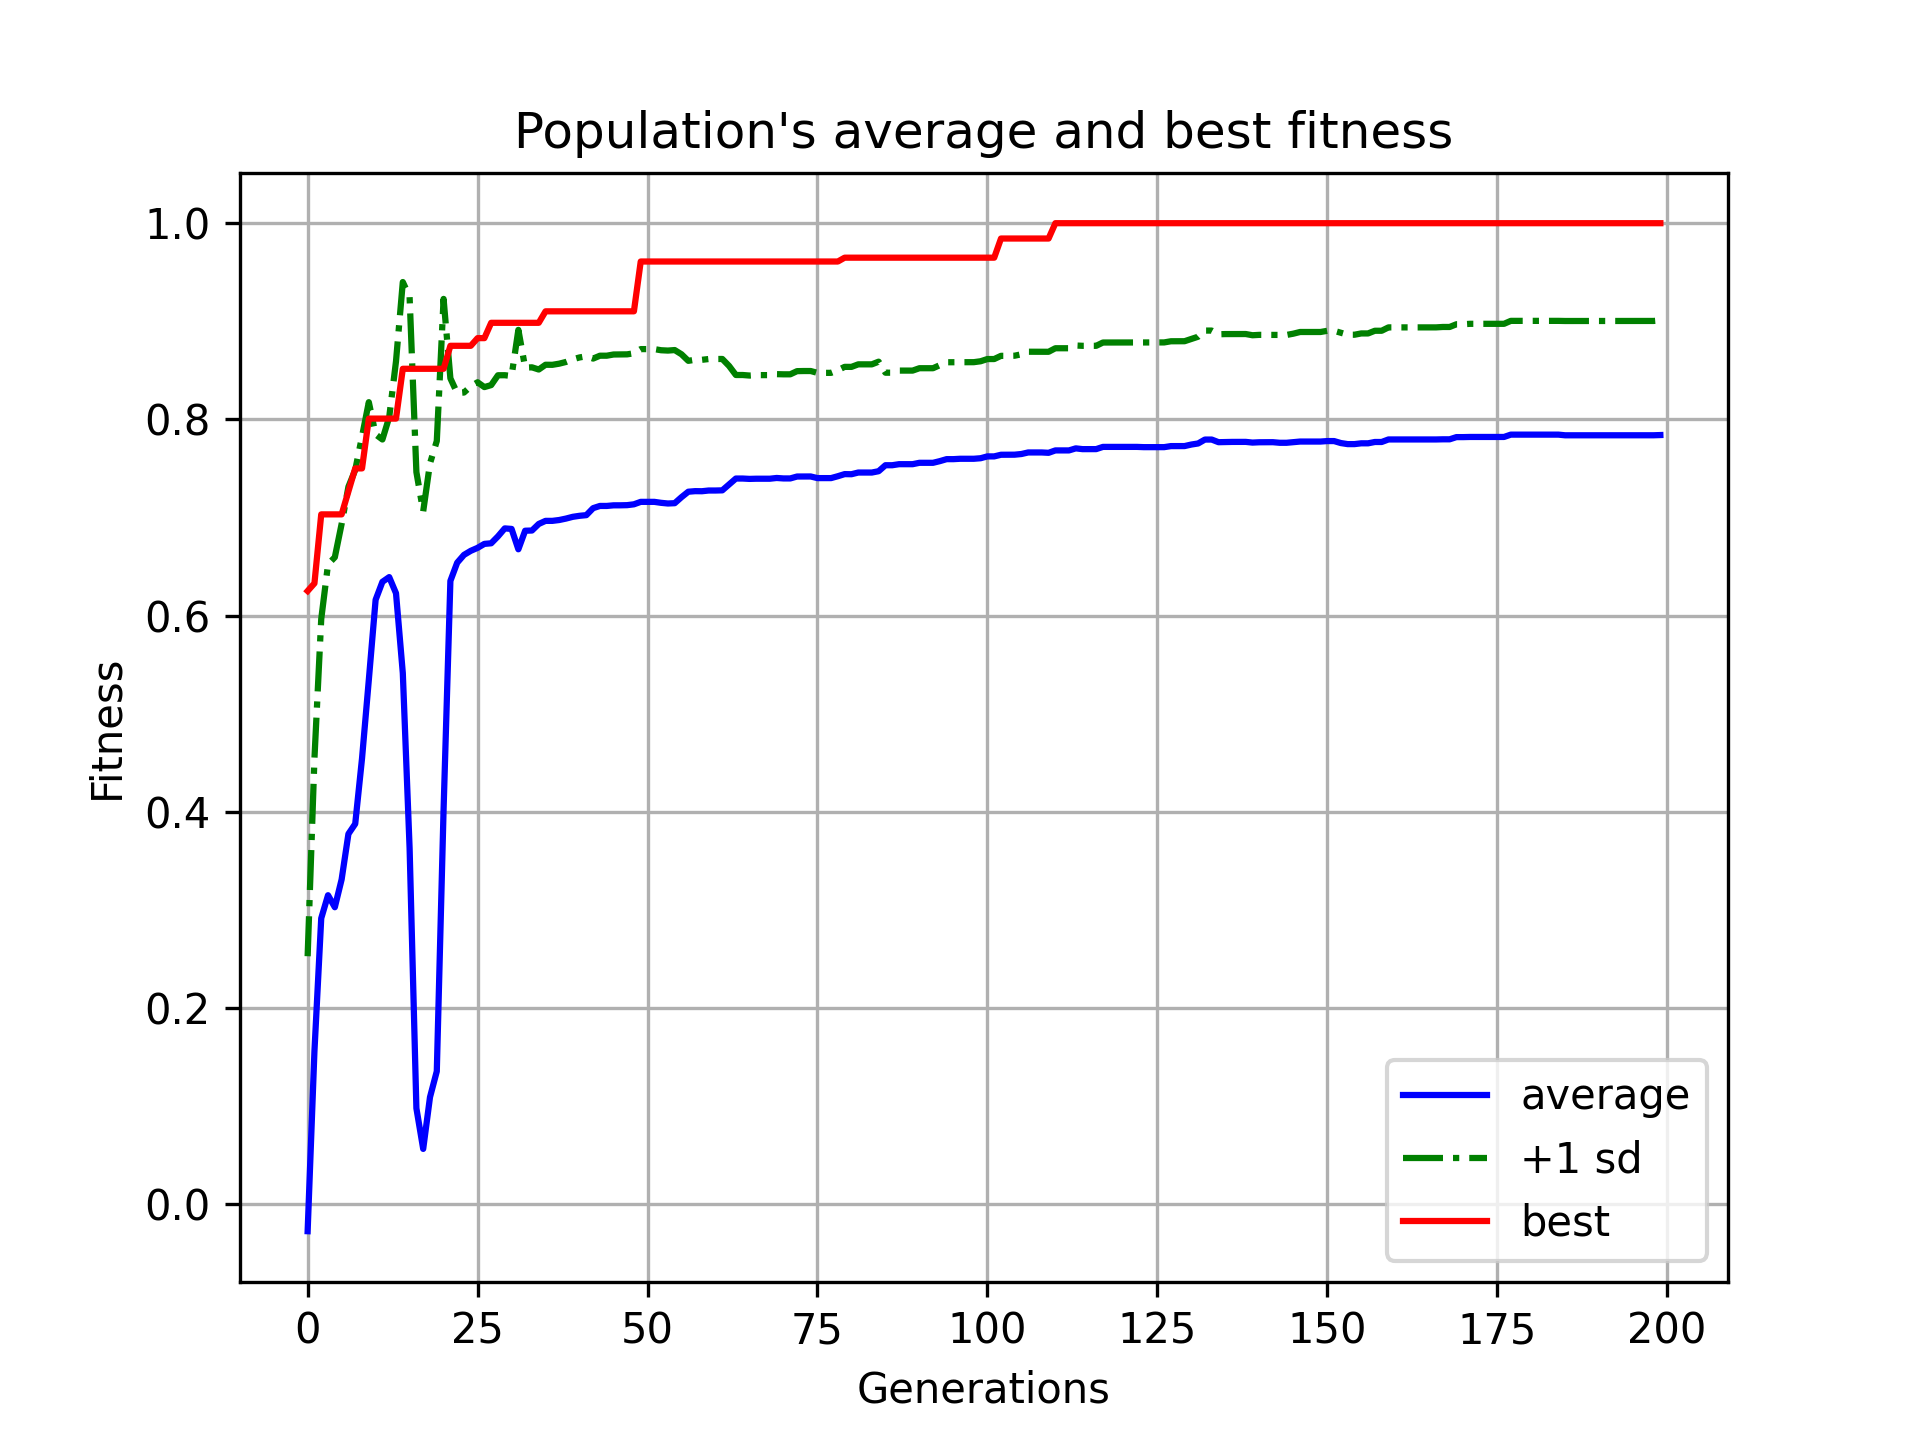 Population's average and best fitness
1.0
0.8
0.6
0.4
0.2
0.0
Fitness
0 25 50 75 100 125 150 175 200
Generations
average
+1 sd
best